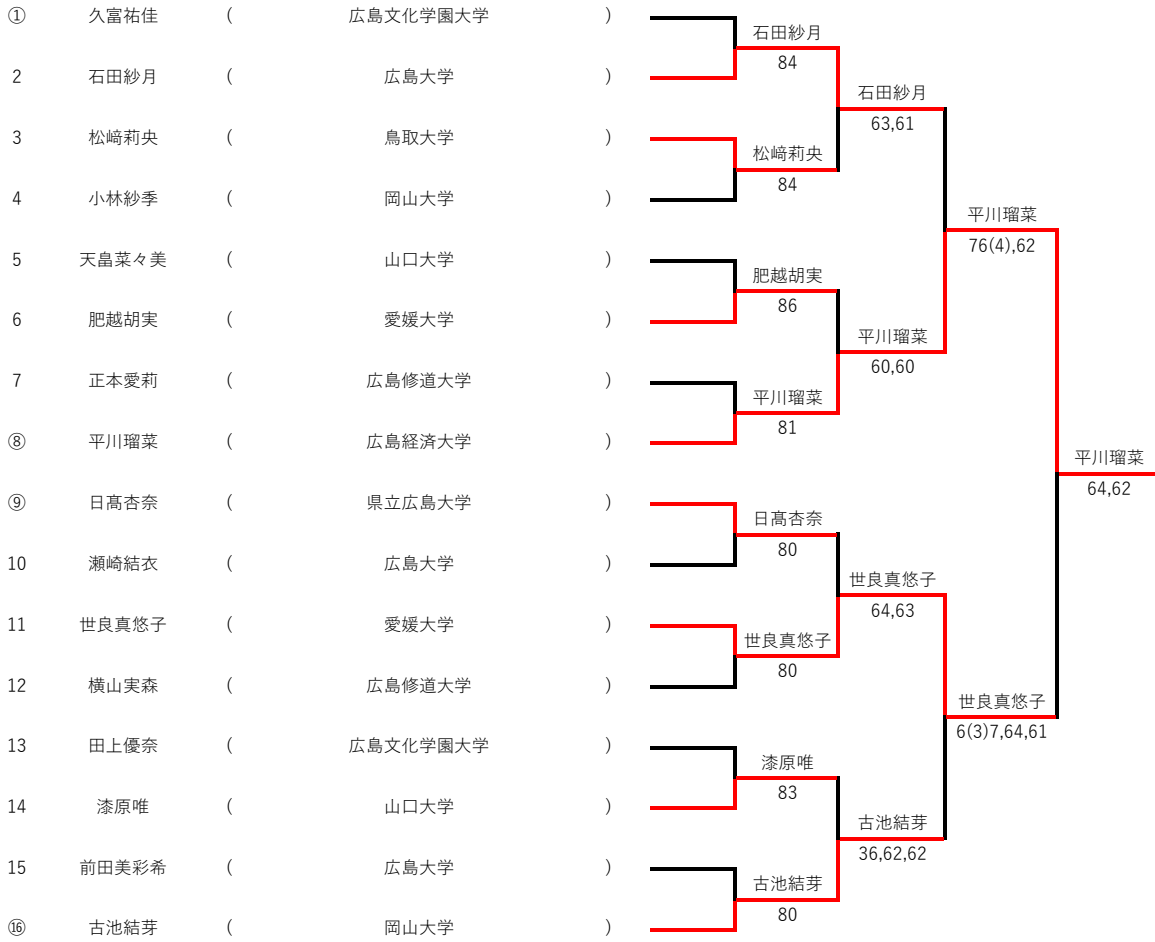 ① 久富祐佳 ( 広島文化学園大学 )
石田紗月
84
2 石田紗月 ( 広島大学 )
石田紗月
63,61
3 松﨑莉央 ( 鳥取大学 )
松﨑莉央
84
4 小林紗季 ( 岡山大学 )
平川瑠菜
76(4),62
5 天畠菜々美 ( 山口大学 )
肥越胡実
86
6 肥越胡実 ( 愛媛大学 )
平川瑠菜
60,60
7 正本愛莉 ( 広島修道大学 )
平川瑠菜
81
⑧ 平川瑠菜 ( 広島経済大学 )
平川瑠菜
64,62
⑨ 日髙杏奈 ( 県立広島大学 )
日髙杏奈
80
10 瀬崎結衣 ( 広島大学 )
世良真悠子
64,63
11 世良真悠子 ( 愛媛大学 )
世良真悠子
80
12 横山実森 ( 広島修道大学 )
世良真悠子
6(3)7,64,61
13 田上優奈 ( 広島文化学園大学 )
漆原唯
83
14 漆原唯 ( 山口大学 )
古池結芽
36,62,62
15 前田美彩希 ( 広島大学 )
古池結芽
80
⑯ 古池結芽 ( 岡山大学 )